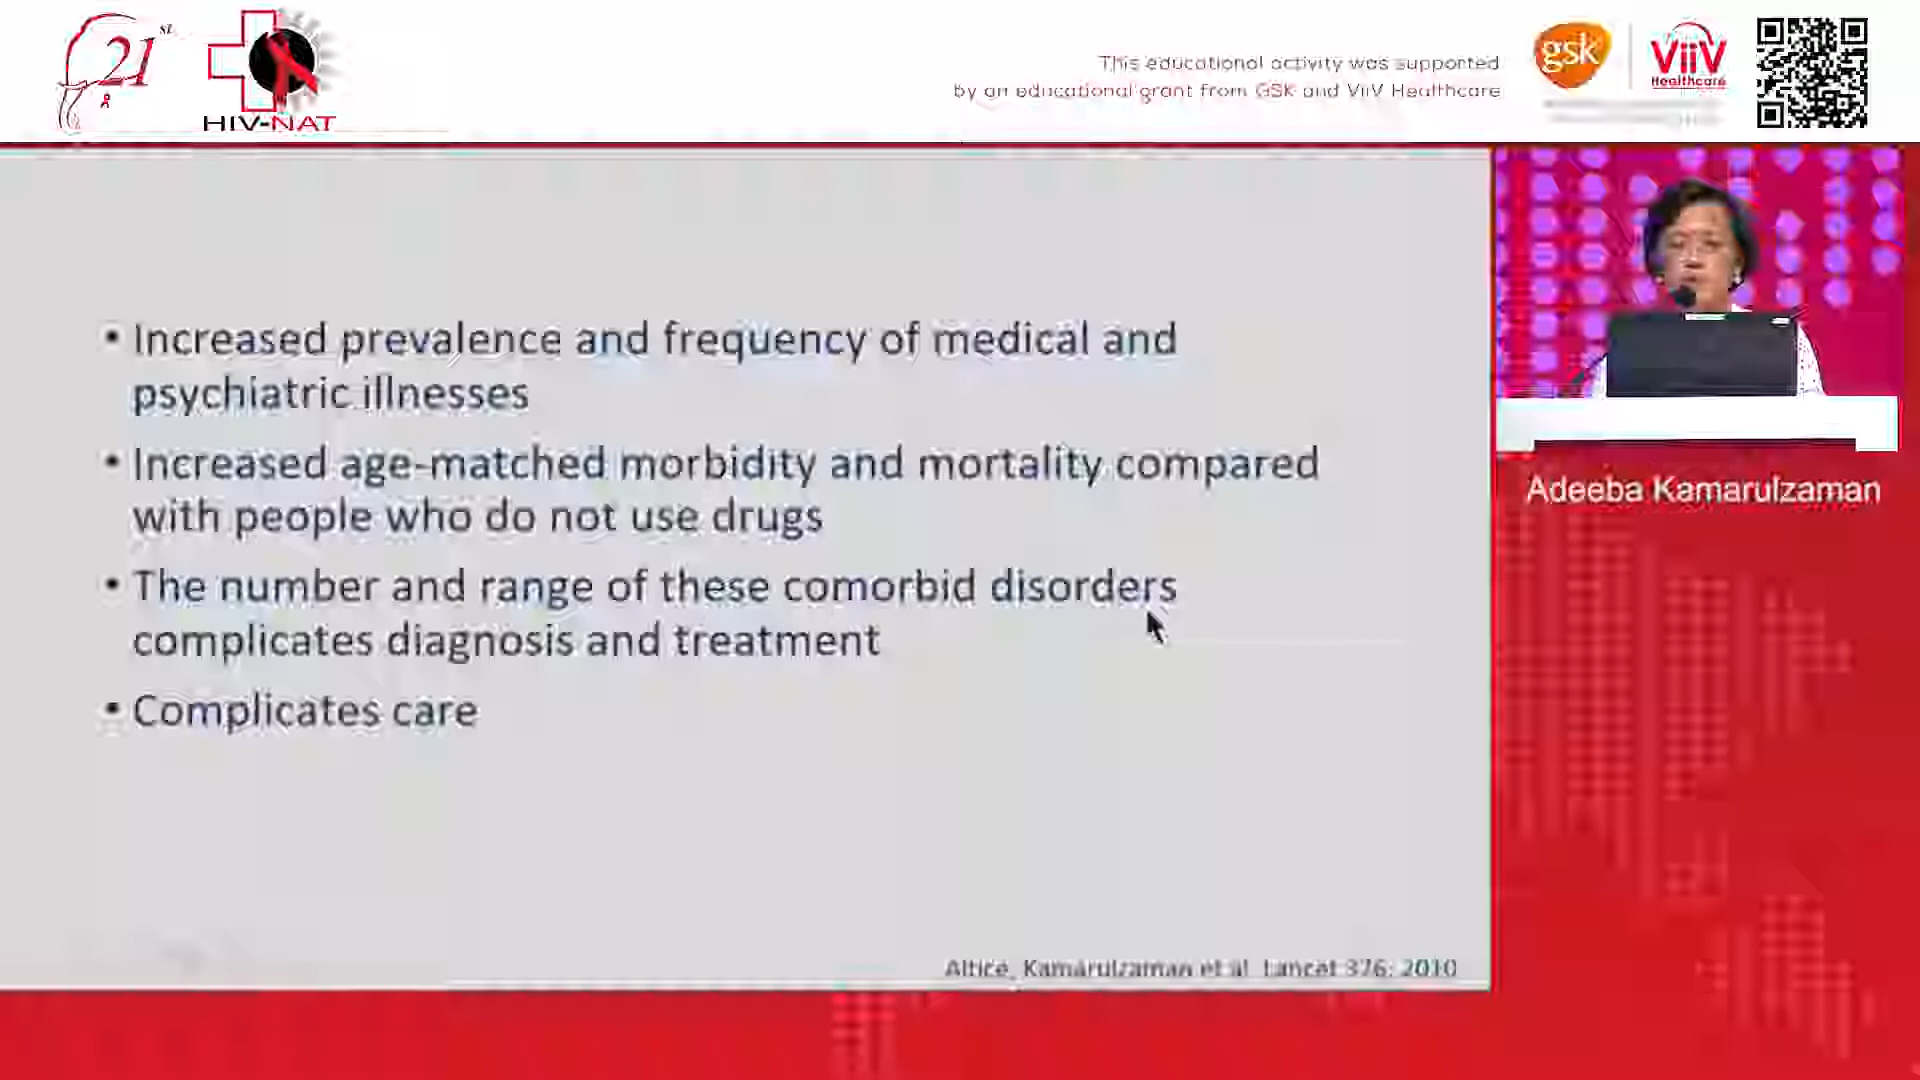 21st
HIV-NAT
This educational activity was supported
by an educational grant from GSK and ViiV Healthcare
gsk
ViiV
Healthcare
• Increased prevalence and frequency of medical and
psychiatric illnesses
• Increased age-matched morbidity and mortality compared
with people who do not use drugs
• The number and range of these comorbid disorders
complicates diagnosis and treatment
• Complicates care
Altice, Kamarulzaman et al Lancet 376; 2010
Adeeba Kamarulzaman